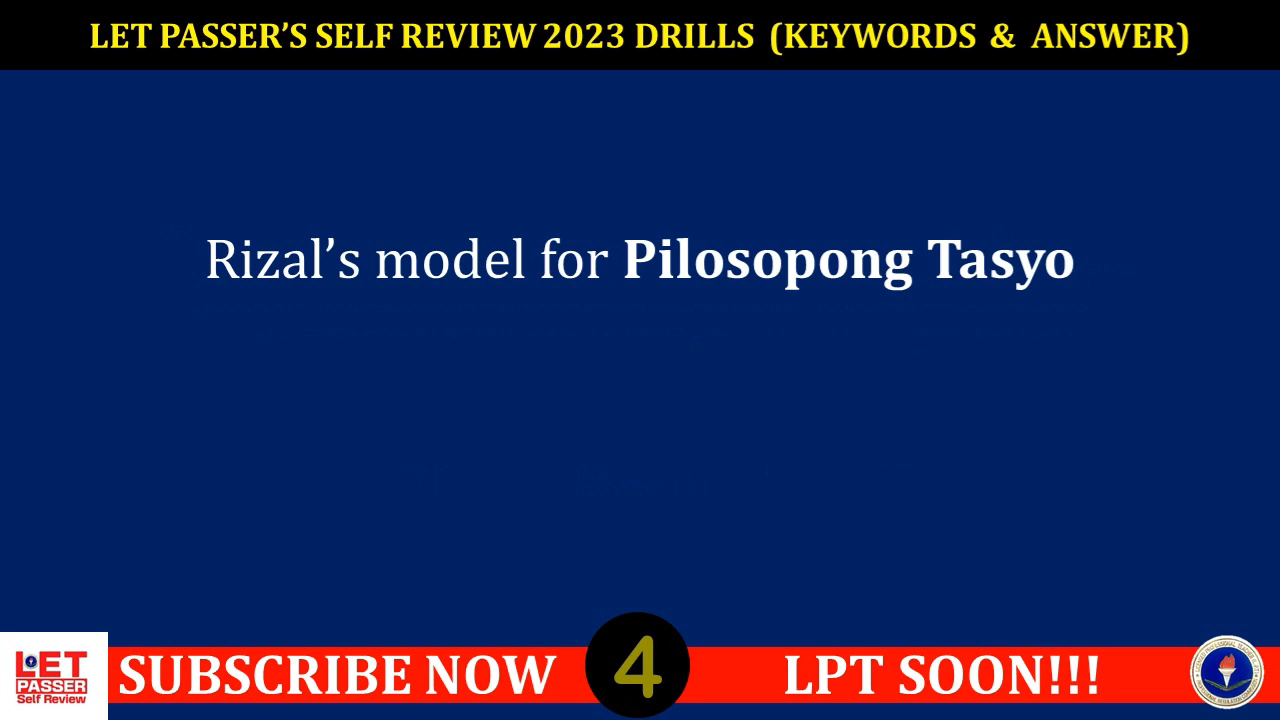 LET PASSER’S SELF REVIEW 2023 DRILLS (KEYWORDS & ANSWER)
Rizal’s model for Pilosopong Tasyo
LET
PASSER
Self Review
SUBSCRIBE NOW
4
LPT SOON!!!